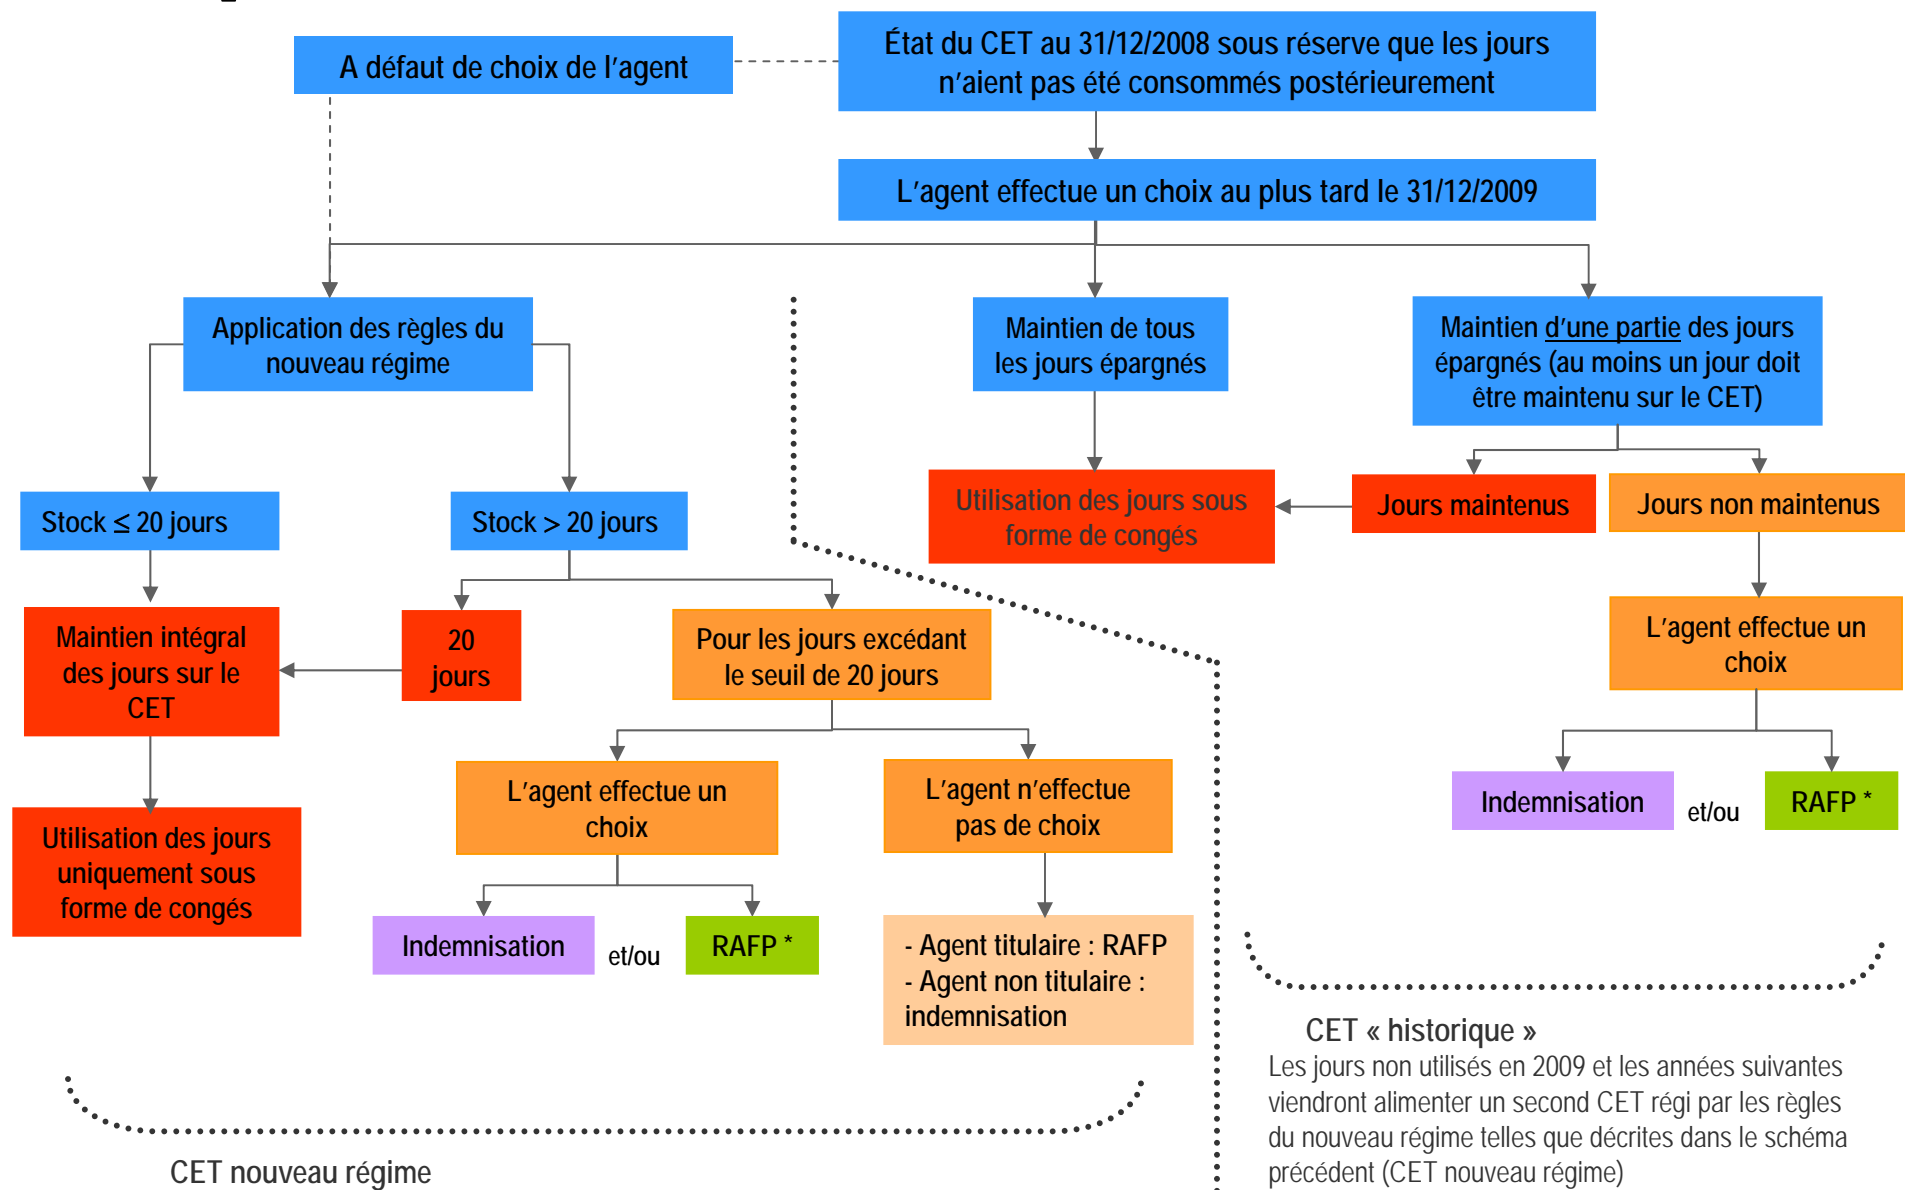 A défaut de choix de l'agent
État du CET au 31/12/2008 sous réserve que les jours
n'aient pas été consommés postérieurement
L'agent effectue un choix au plus tard le 31/12/2009
Application des règles du
nouveau régime
Maintien de tous
les jours épargnés
Maintien d'une partie des jours
épargnés (au moins un jour doit
être maintenu sur le CET)
Stock ≤ 20 jours
Stock > 20 jours
Utilisation des jours sous
forme de congés
Jours maintenus
Jours non maintenus
Maintien intégral
des jours sur le
CET
20
jours
Pour les jours excédant
le seuil de 20 jours
L'agent effectue un
choix
L'agent effectue un
choix
L'agent n'effectue
pas de choix
Indemnisation
et/ou
RAFP *
Utilisation des jours
uniquement sous
forme de congés
Indemnisation
et/ou
RAFP *
- Agent titulaire : RAFP
- Agent non titulaire :
indemnisation
CET « historique »
Les jours non utilisés en 2009 et les années suivantes
viendront alimenter un second CET régi par les règles
du nouveau régime telles que décrites dans le schéma
précédent (CET nouveau régime)
CET nouveau régime